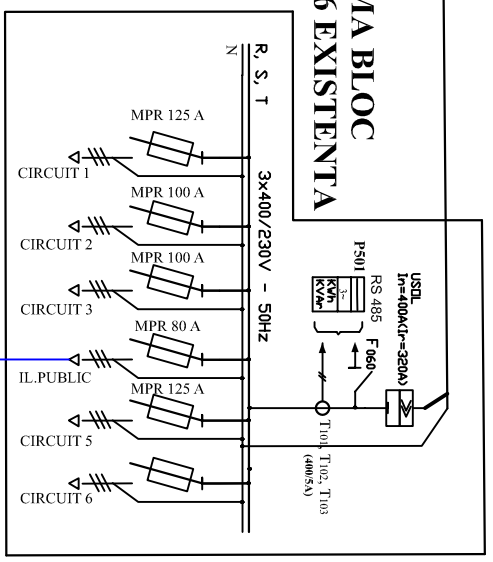 MA BLOC
6 EXISTENTA
N
R, S, T 3x400/230V - 50Hz
MPR 125 A
CIRCUIT 1
MPR 100 A
CIRCUIT 2
MPR 100 A
CIRCUIT 3
MPR 80 A
IL.PUBLIC
MPR 125 A
CIRCUIT 5
CIRCUIT 6
USOL
In=400A(Ir=320A)
RS 485
P501
3~
KWh
KVAr
F060
T101, T102, T103
(400/5A)